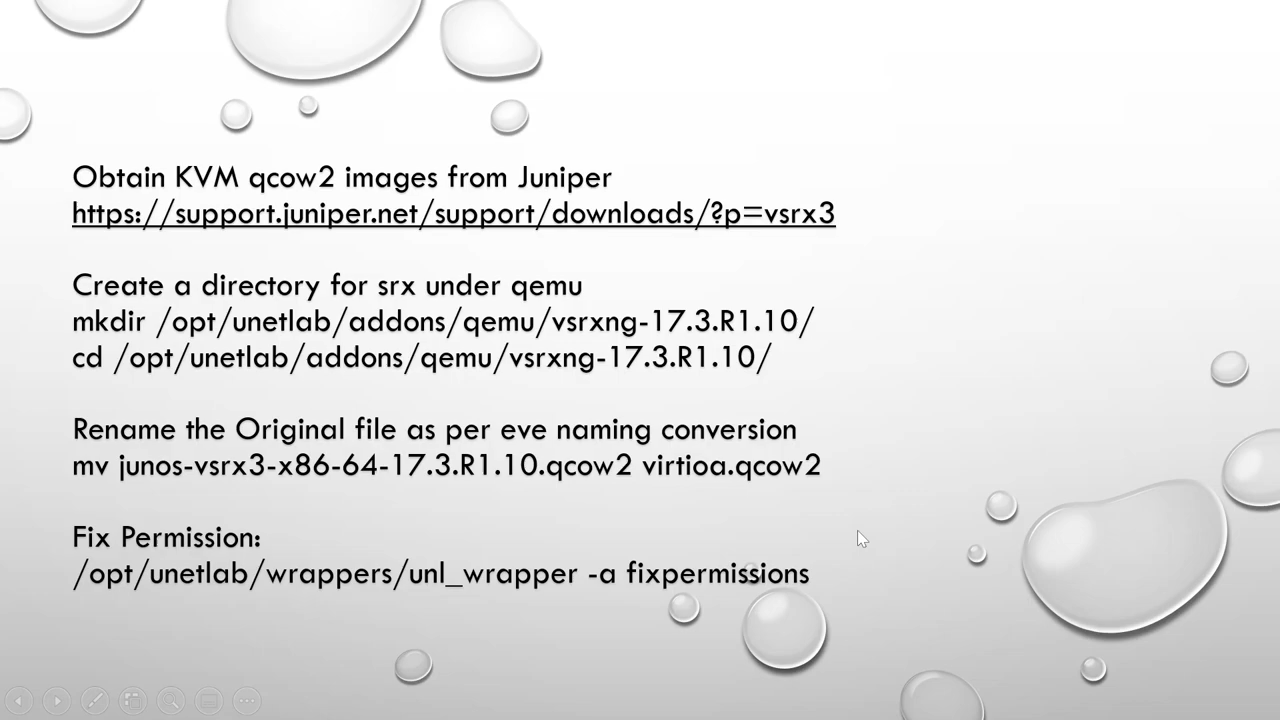 Obtain KVM qcow2 images from Juniper
https://support.juniper.net/support/downloads/?p=vsrx3
Create a directory for srx under qemu
mkdir /opt/unetlab/addons/qemu/vsrxng-17.3.R1.10/
cd /opt/unetlab/addons/qemu/vsrxng-17.3.R1.10/
Rename the Original file as per eve naming conversion
mv junos-vsrx3-x86-64-17.3.R1.10.qcow2 virtioa.qcow2
Fix Permission:
/opt/unetlab/wrappers/unl_wrapper -a fixpermissions